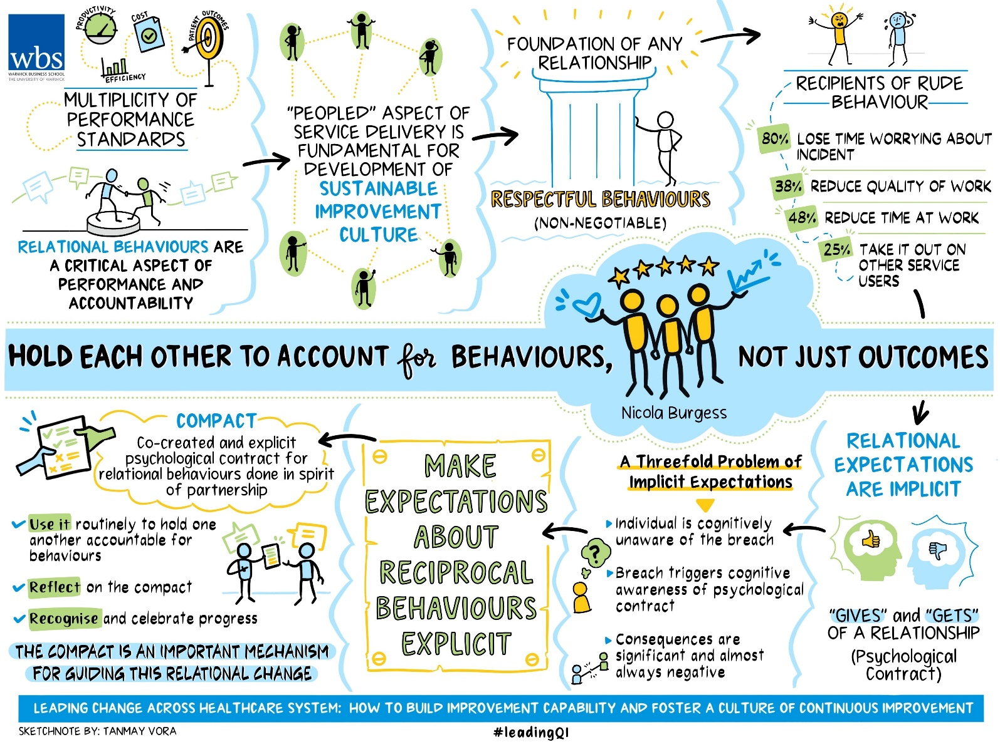 wbs
WARWICK BUSINESS SCHOOL
THE UNIVERSITY OF WARWICK
PRODUCTIVITY
COST
PATIENT OUTCOMES
EFFICIENCY
MULTIPLICITY OF
PERFORMANCE
STANDARDS
RELATIONAL BEHAVIOURS ARE
A CRITICAL ASPECT OF
PERFORMANCE AND
ACCOUNTABILITY
"PEOPLED" ASPECT OF
SERVICE DELIVERY IS
FUNDAMENTAL FOR
DEVELOPMENT OF
SUSTAINABLE
IMPROVEMENT
CULTURE
FOUNDATION OF ANY
RELATIONSHIP
RESPECTFUL BEHAVIOURS
(NON-NEGOTIABLE)
RECIPIENTS OF RUDE
BEHAVIOUR
80% LOSE TIME WORRYING ABOUT
INCIDENT
38% REDUCE QUALITY OF WORK
48% REDUCE TIME AT WORK
25% TAKE IT OUT ON
OTHER SERVICE
USERS
HOLD EACH OTHER TO ACCOUNT for BEHAVIOURS, NOT JUST OUTCOMES
Nicola Burgess
RELATIONAL
EXPECTATIONS
ARE IMPLICIT
"GIVES" and "GETS"
OF A RELATIONSHIP
(Psychological
Contract)
A Threefold Problem of
Implicit Expectations
Individual is cognitively
unaware of the breach
?
Breach triggers cognitive
awareness of psychological
contract
Consequences are
significant and almost
always negative
MAKE
EXPECTATIONS
ABOUT
RECIPROCAL
BEHAVIOURS
EXPLICIT
COMPACT
Co-created and explicit
psychological contract for
relational behaviours done in spirit
of partnership
Use it routinely to hold one
another accountable for
behaviours
Reflect on the compact
Recognise and celebrate progress
THE COMPACT IS AN IMPORTANT MECHANISM
FOR GUIDING THIS RELATIONAL CHANGE
LEADING CHANGE ACROSS HEALTHCARE SYSTEM: HOW TO BUILD IMPROVEMENT CAPABILITY AND FOSTER A CULTURE OF CONTINUOUS IMPROVEMENT
SKETCHNOTE BY: TANMAY VORA
#leadingQI